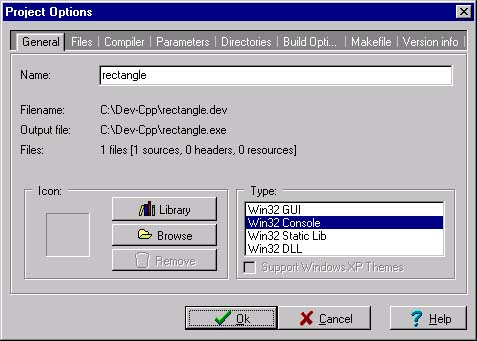 Project Options
General Files Compiler Parameters Directories Build Opti... Makefile Version info
Name: rectangle
Filename: C:\Dev-Cpp\rectangle.dev
Output file: C:\Dev-Cpp\rectangle.exe
Files: 1 files [1 sources, 0 headers, 0 resources]
Icon:
Library
Browse
Remove
Type:
Win32 GUI
Win32 Console
Win32 Static Lib
Win32 DLL
Support Windows XP Themes
Ok Cancel Help